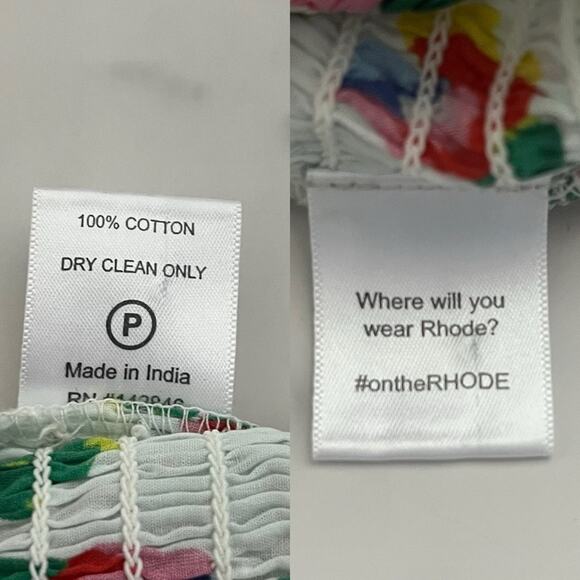 100% COTTON
DRY CLEAN ONLY
P
Made in India
Where will you
wear Rhode?
#ontheRHODE